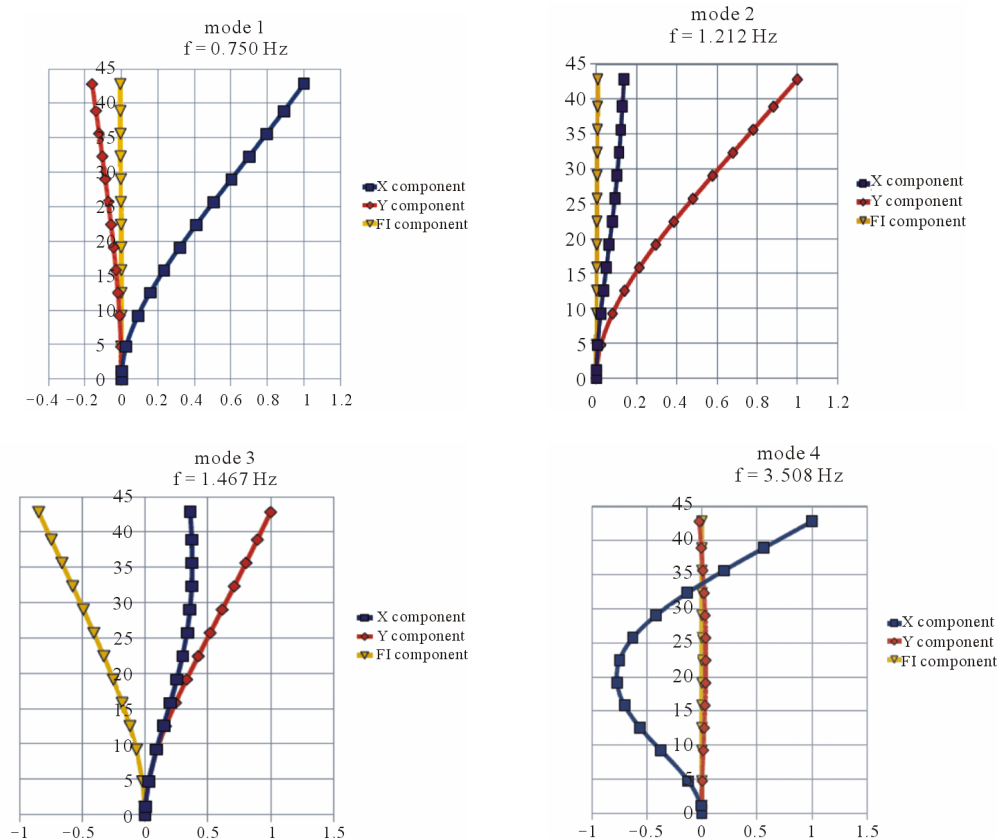 mode 1
f = 0.750 Hz
45
40
35
30
25
20
15
10
5
0
−0.4 −0.2 0 0.2 0.4 0.6 0.8 1 1.2
X component
Y component
FI component
mode 2
f = 1.212 Hz
45
40
35
30
25
20
15
10
5
0
0 0.2 0.4 0.6 0.8 1 1.2
X component
Y component
FI component
mode 3
f = 1.467 Hz
45
40
35
30
25
20
15
10
5
0
−1 −0.5 0 0.5 1 1.5
X component
Y component
FI component
mode 4
f = 3.508 Hz
45
40
35
30
25
20
15
10
5
0
−1 −0.5 0 0.5 1 1.5
X component
Y component
FI component